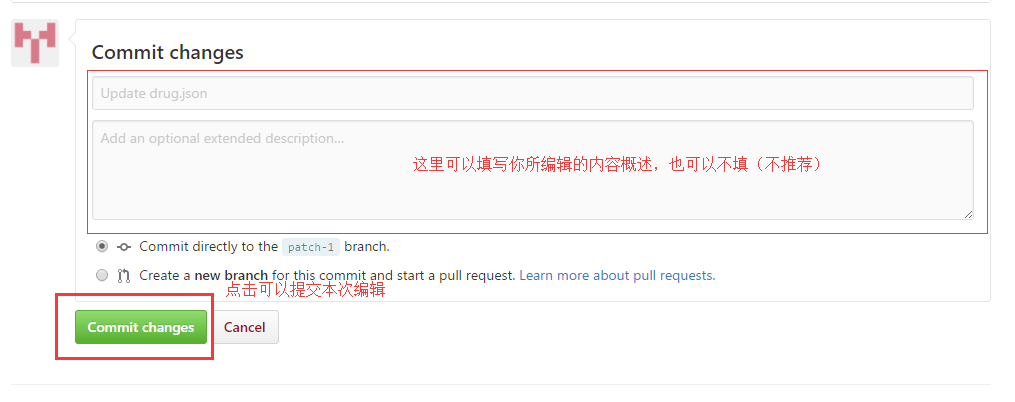 Commit changes
Update drug.json
Add an optional extended description...
这里可以填写你所编辑的内容概述，也可以不填（不推荐）
Commit directly to the patch-1 branch.
Create a new branch for this commit and start a pull request. Learn more about pull requests.
点击可以提交本次编辑
Commit changes Cancel